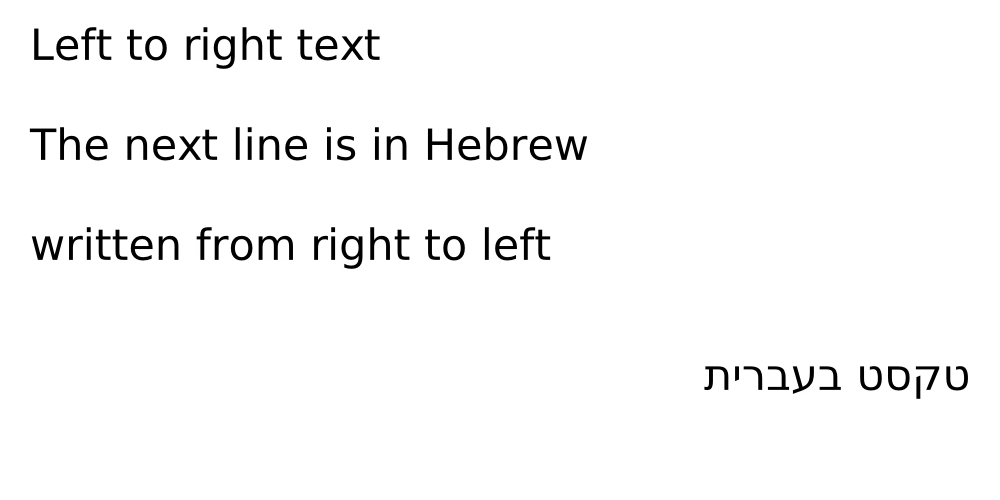 Left to right text
The next line is in Hebrew
written from right to left
טקסט בעברית